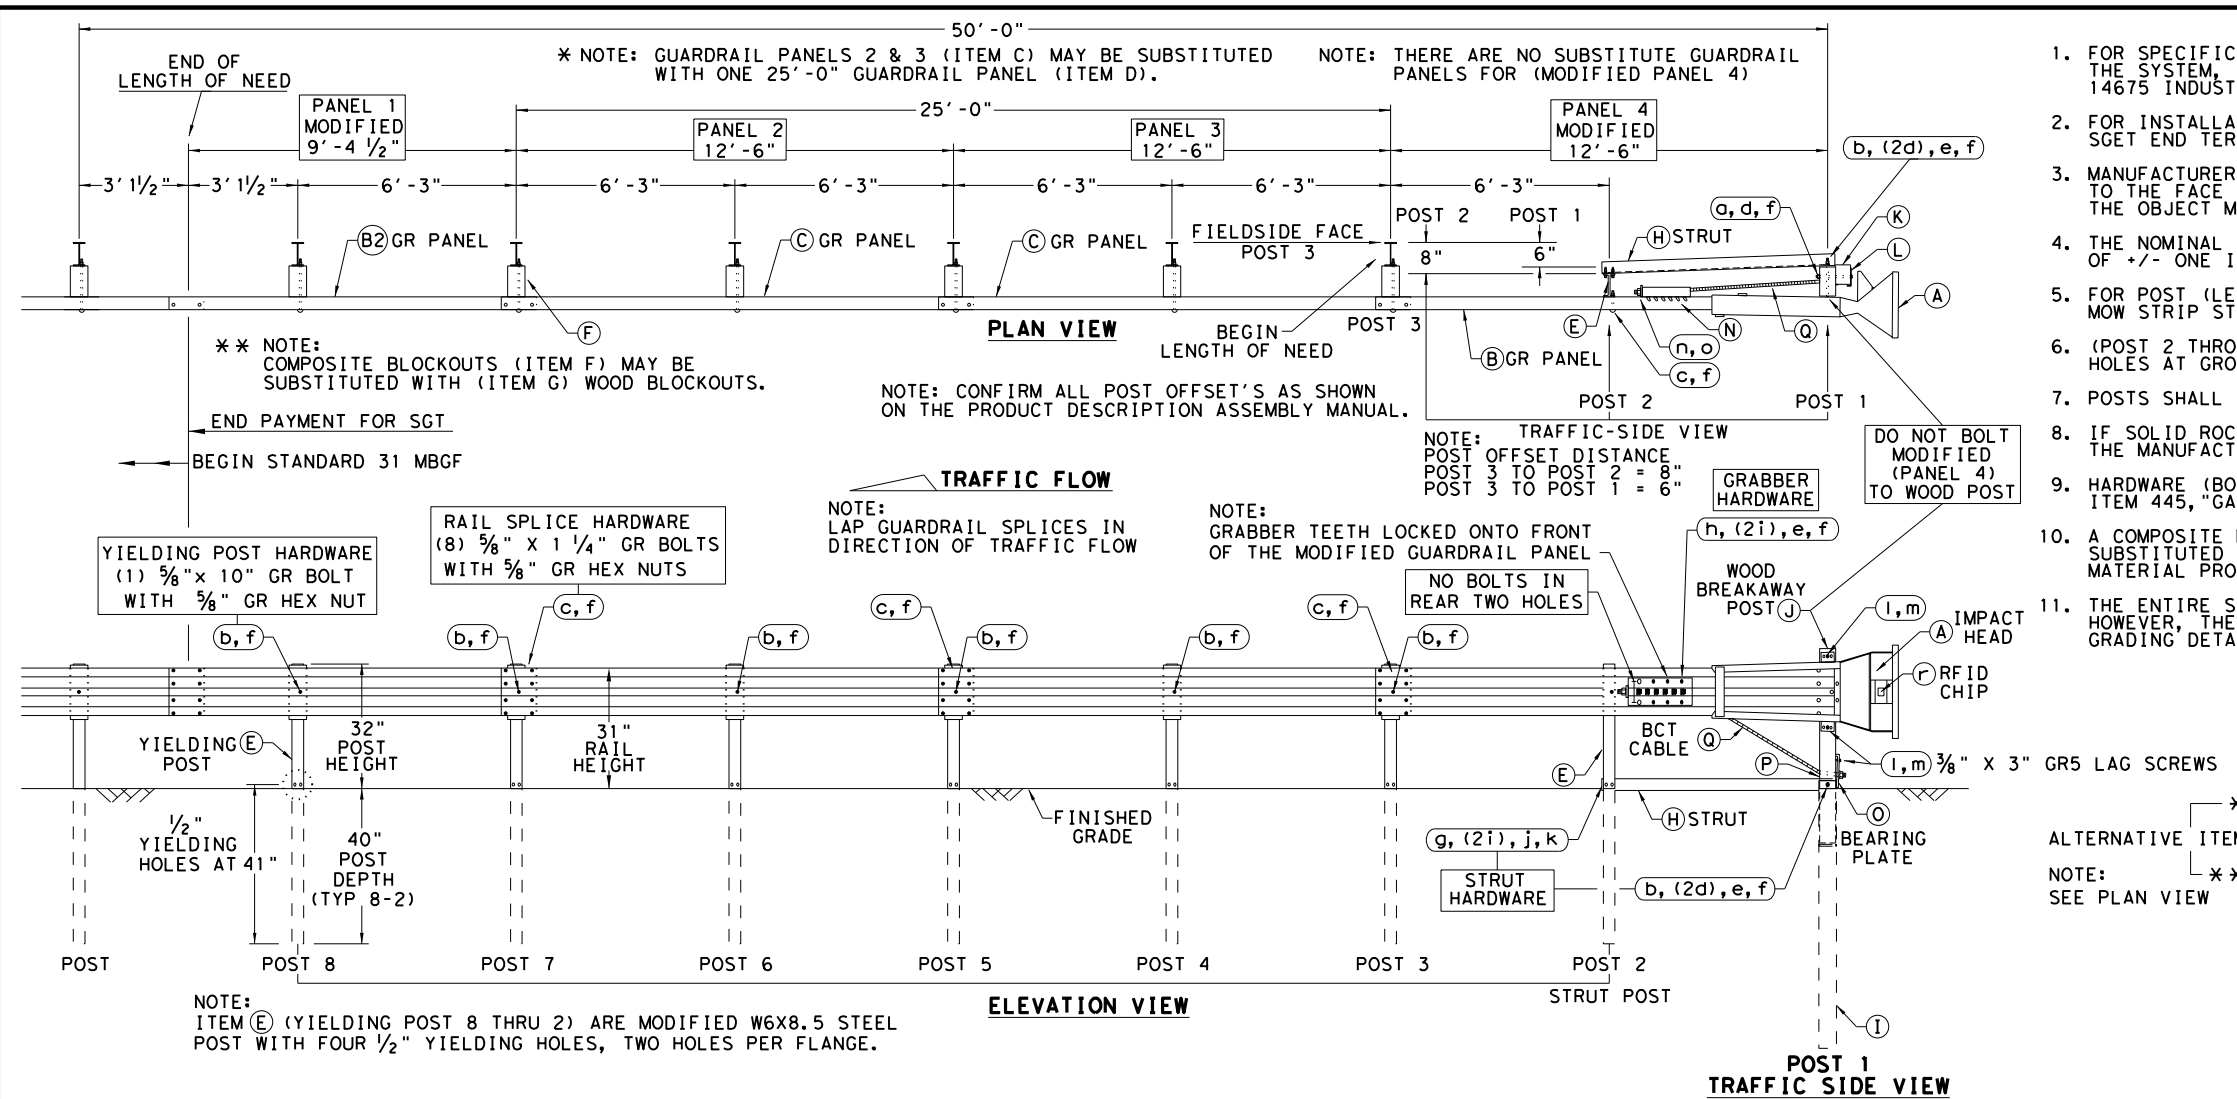 50'-0"
* NOTE: GUARDRAIL PANELS 2 & 3 (ITEM C) MAY BE SUBSTITUTED
WITH ONE 25'-0" GUARDRAIL PANEL (ITEM D).
NOTE: THERE ARE NO SUBSTITUTE GUARDRAIL
PANELS FOR (MODIFIED PANEL 4)
END OF
LENGTH OF NEED
PANEL 1
MODIFIED
9'-4 1/2"
25'-0"
PANEL 2
12'-6"
PANEL 3
12'-6"
PANEL 4
MODIFIED
12'-6"
b, (2d), e, f
3' 1/2"
3' 1/2"
6'-3"
6'-3"
6'-3"
6'-3"
6'-3"
6'-3"
POST 2
POST 1
a, d, f
K
B2 GR PANEL
C GR PANEL
C GR PANEL
FIELDSIDE FACE
POST 3
8"
6"
H STRUT
L
A
F
PLAN VIEW
BEGIN
LENGTH OF NEED
POST 3
E
N
Q
n, o
B GR PANEL
c, f
** NOTE:
COMPOSITE BLOCKOUTS (ITEM F) MAY BE
SUBSTITUTED WITH (ITEM G) WOOD BLOCKOUTS.
NOTE: CONFIRM ALL POST OFFSET'S AS SHOWN
ON THE PRODUCT DESCRIPTION ASSEMBLY MANUAL.
POST 2
POST 1
END PAYMENT FOR SGT
BEGIN STANDARD 31 MBGF
TRAFFIC-SIDE VIEW
NOTE:
POST OFFSET DISTANCE
POST 3 TO POST 2 = 8"
POST 3 TO POST 1 = 6"
DO NOT BOLT
MODIFIED
(PANEL 4)
TO WOOD POST
TRAFFIC FLOW
NOTE:
LAP GUARDRAIL SPLICES IN
DIRECTION OF TRAFFIC FLOW
GRABBER
HARDWARE
NOTE:
GRABBER TEETH LOCKED ONTO FRONT
OF THE MODIFIED GUARDRAIL PANEL
h, (2i), e, f
YIELDING POST HARDWARE
(1) 5/8"x 10" GR BOLT
WITH 5/8" GR HEX NUT
RAIL SPLICE HARDWARE
(8) 5/8" X 1 1/4" GR BOLTS
WITH 5/8" GR HEX NUTS
NO BOLTS IN
REAR TWO HOLES
WOOD
BREAKAWAY
POST J
l, m
A IMPACT
HEAD
r RFID
CHIP
c, f
c, f
c, f
b, f
b, f
b, f
b, f
b, f
b, f
YIELDING E
POST
32"
POST
HEIGHT
31"
RAIL
HEIGHT
BCT
CABLE Q
E
P
l, m 3/8" X 3" GR5 LAG SCREWS
1/2"
YIELDING
HOLES AT 41"
40"
POST
DEPTH
(TYP 8-2)
FINISHED
GRADE
H STRUT
O
BEARING
PLATE
g, (2i), j, k
STRUT
HARDWARE
b, (2d), e, f
POST
POST 8
POST 7
POST 6
POST 5
POST 4
POST 3
POST 2
STRUT POST
ELEVATION VIEW
NOTE:
ITEM E (YIELDING POST 8 THRU 2) ARE MODIFIED W6X8.5 STEEL
POST WITH FOUR 1/2" YIELDING HOLES, TWO HOLES PER FLANGE.
I
POST 1
TRAFFIC SIDE VIEW
1. FOR SPECIFIC
THE SYSTEM,
14675 INDUST
2. FOR INSTALLA
SGET END TER
3. MANUFACTURER
TO THE FACE
THE OBJECT M
4. THE NOMINAL
OF +/- ONE I
5. FOR POST (LE
MOW STRIP ST
6. (POST 2 THRO
HOLES AT GRO
7. POSTS SHALL
8. IF SOLID ROC
THE MANUFACT
9. HARDWARE (BO
ITEM 445,"GA
10. A COMPOSITE
SUBSTITUTED
MATERIAL PRO
11. THE ENTIRE S
HOWEVER, THE
GRADING DETA
*
ALTERNATIVE ITE
NOTE: **
SEE PLAN VIEW